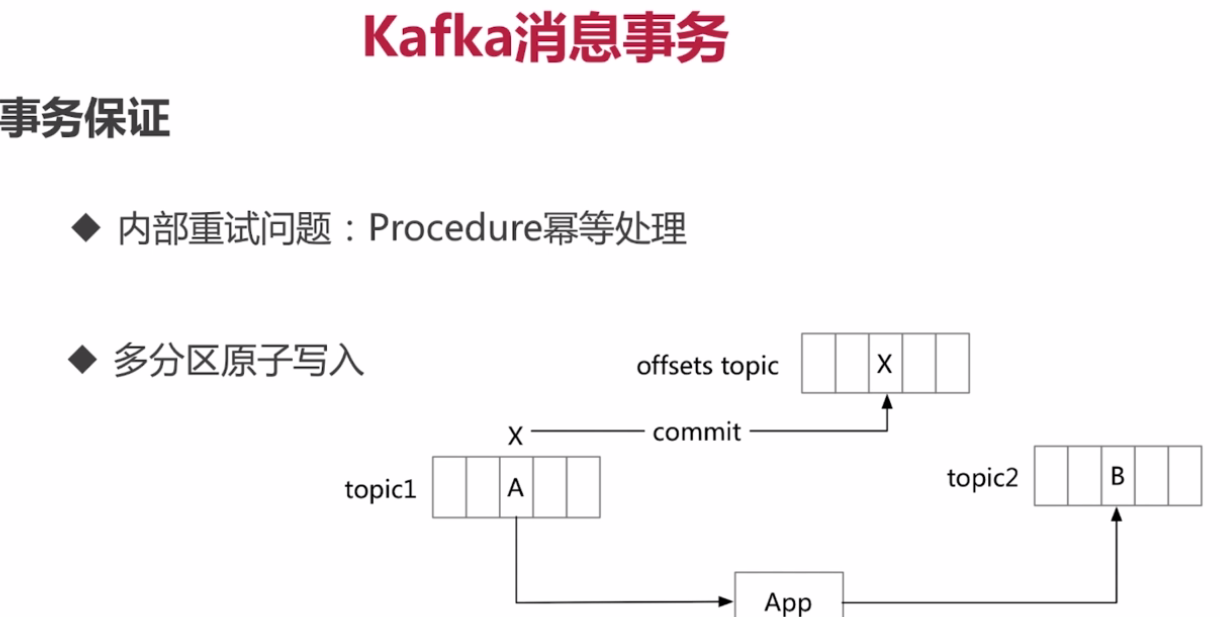 Kafka消息事务
事务保证
◆ 内部重试问题：Procedure幂等处理
◆ 多分区原子写入
offsets topic
X
X
commit
topic1
A
topic2
B
App